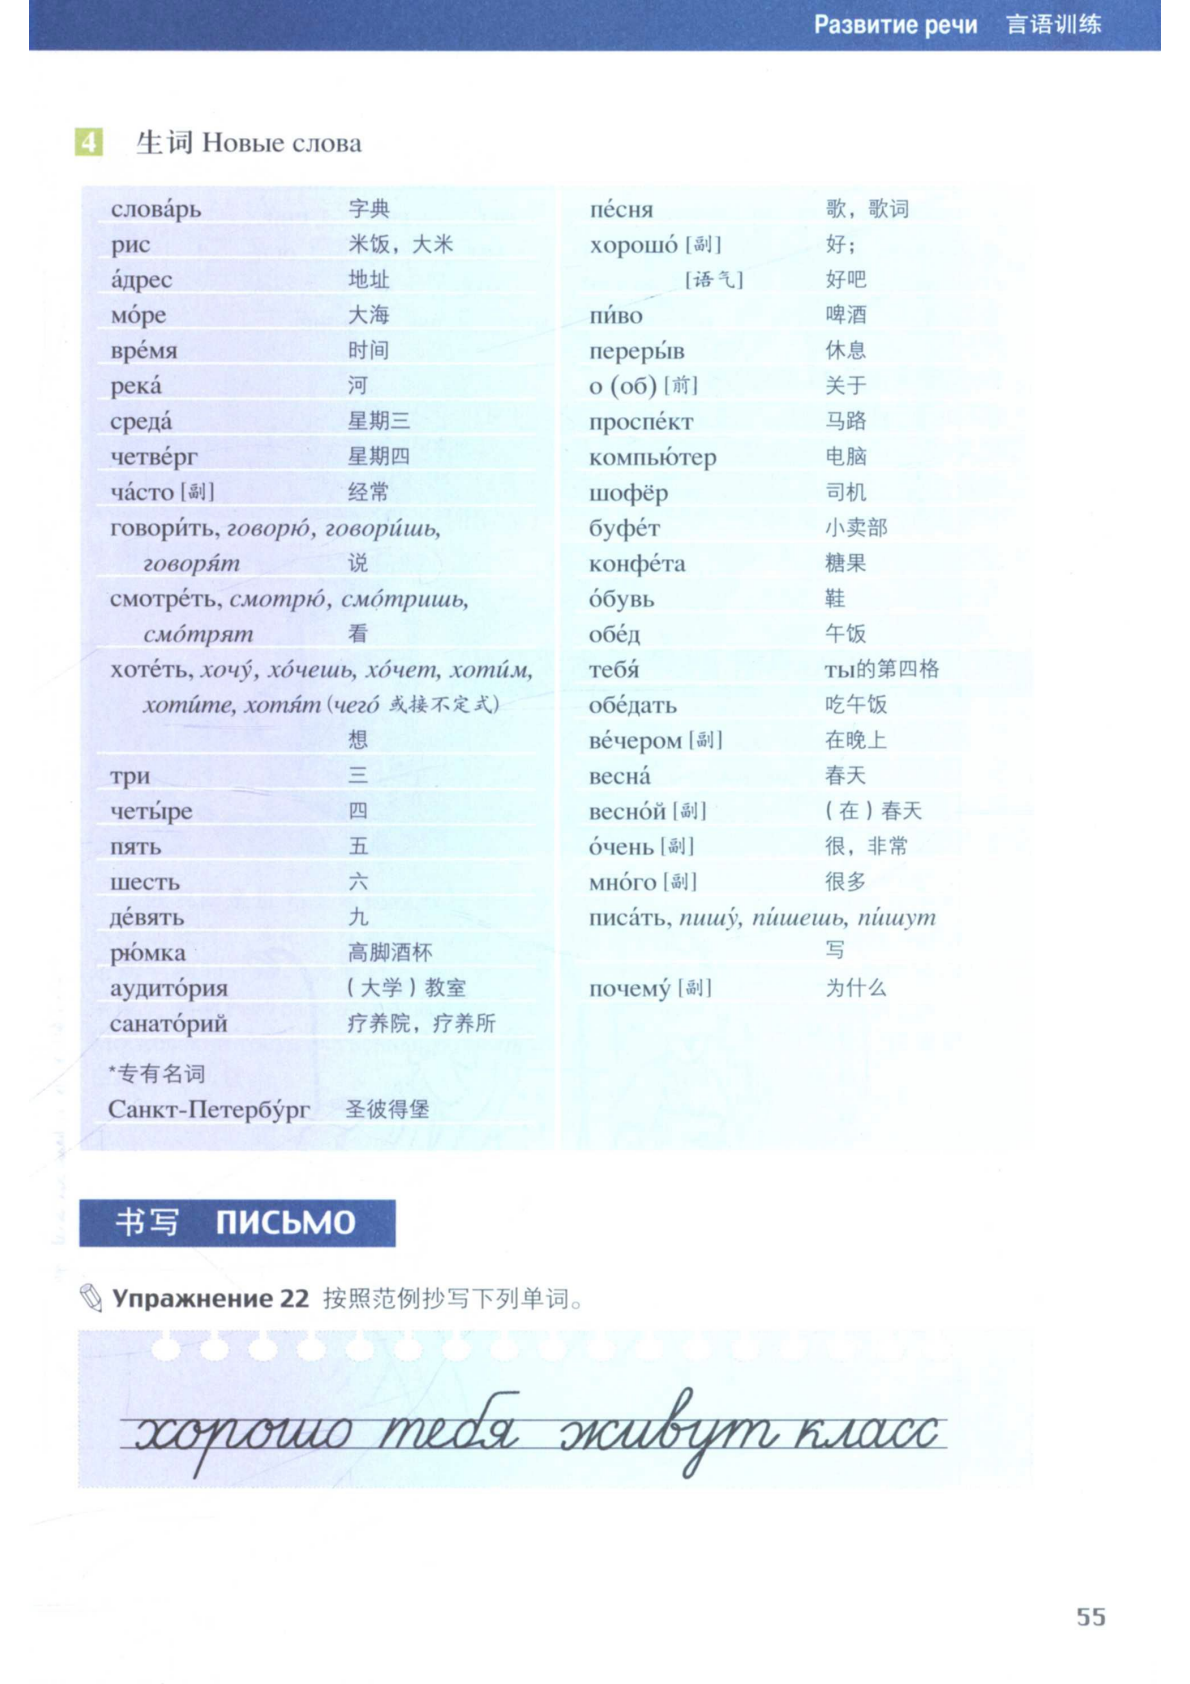 Развитие речи 言语训练
4 生词 Новые слова
слова́рь 字典
рис 米饭，大米
а́дрес 地址
мо́ре 大海
вре́мя 时间
река́ 河
среда́ 星期三
четве́рг 星期四
ча́сто [副] 经常
говори́ть, говорю́, говори́шь,
говоря́т 说
смотре́ть, смотрю́, смо́тришь,
смо́трят 看
хоте́ть, хочу́, хо́чешь, хо́чет, хоти́м,
хоти́те, хотя́т (чего́ 或接不定式)
想
три 三
четы́ре 四
пять 五
шесть 六
де́вять 九
рю́мка 高脚酒杯
аудито́рия （大学）教室
санато́рий 疗养院，疗养所
*专有名词
Санкт-Петербу́рг 圣彼得堡
пе́сня 歌，歌词
хорошо́ [副] 好；
[语气] 好吧
пи́во 啤酒
переры́в 休息
о (об) [前] 关于
проспе́кт 马路
компью́тер 电脑
шофёр 司机
буфе́т 小卖部
конфе́та 糖果
о́бувь 鞋
обе́д 午饭
тебя́ ты的第四格
обе́дать 吃午饭
ве́чером [副] 在晚上
весна́ 春天
весно́й [副] （在）春天
о́чень [副] 很，非常
мно́го [副] 很多
писа́ть, пишу́, пи́шешь, пи́шут
写
почему́ [副] 为什么
书写 ПИСЬМО
Упражнение 22 按照范例抄写下列单词。
хорошо тебя живут класс
55